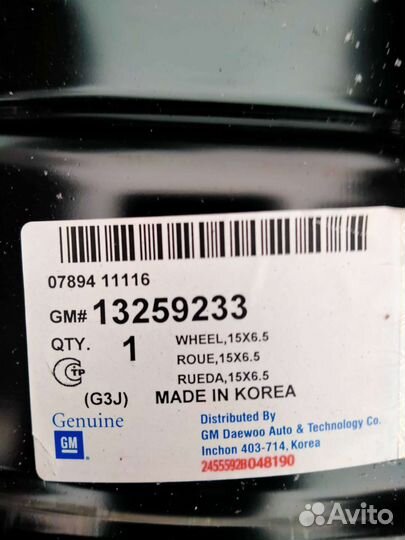 07894 11116
GM# 13259233
QTY. 1
WHEEL,15X6.5
ROUE,15X6.5
RUEDA,15X6.5
(G3J) MADE IN KOREA
Genuine
GM
Distributed By
GM Daewoo Auto & Technology Co.
Inchon 403-714, Korea
2455592B048190
Avito